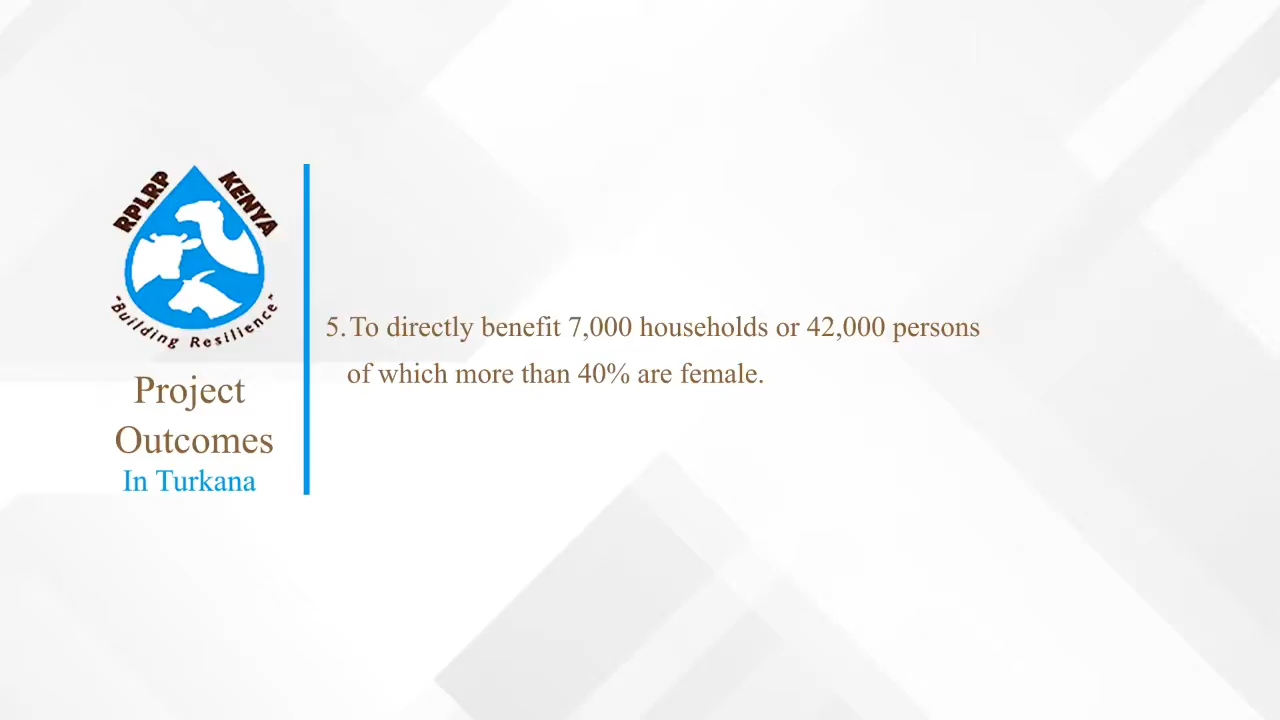 RPLRP KENYA
"Building Resilience"
Project
Outcomes
In Turkana
5. To directly benefit 7,000 households or 42,000 persons
of which more than 40% are female.